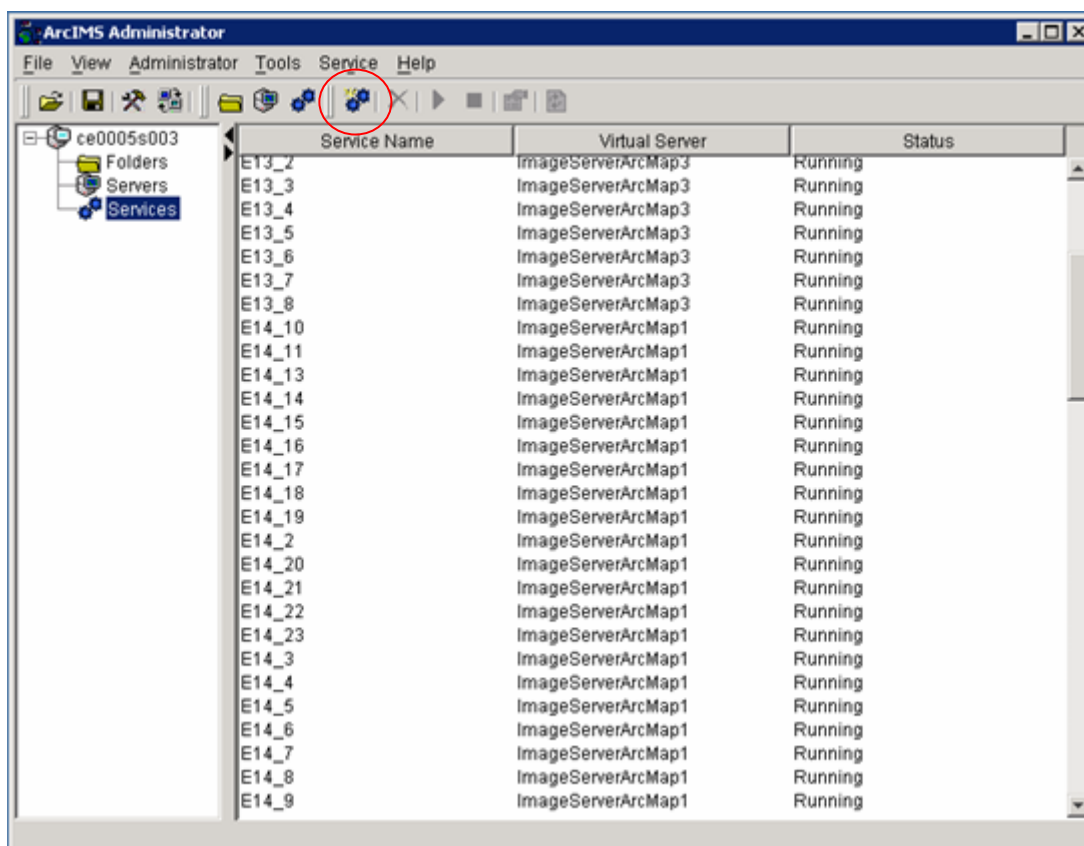 ArcIMS Administrator
File View Administrator Tools Service Help
ce0005s003
Folders
Servers
Services
Service Name Virtual Server Status
E13_2 ImageServerArcMap3 Running
E13_3 ImageServerArcMap3 Running
E13_4 ImageServerArcMap3 Running
E13_5 ImageServerArcMap3 Running
E13_6 ImageServerArcMap3 Running
E13_7 ImageServerArcMap3 Running
E13_8 ImageServerArcMap3 Running
E14_10 ImageServerArcMap1 Running
E14_11 ImageServerArcMap1 Running
E14_13 ImageServerArcMap1 Running
E14_14 ImageServerArcMap1 Running
E14_15 ImageServerArcMap1 Running
E14_16 ImageServerArcMap1 Running
E14_17 ImageServerArcMap1 Running
E14_18 ImageServerArcMap1 Running
E14_19 ImageServerArcMap1 Running
E14_2 ImageServerArcMap1 Running
E14_20 ImageServerArcMap1 Running
E14_21 ImageServerArcMap1 Running
E14_22 ImageServerArcMap1 Running
E14_23 ImageServerArcMap1 Running
E14_3 ImageServerArcMap1 Running
E14_4 ImageServerArcMap1 Running
E14_5 ImageServerArcMap1 Running
E14_6 ImageServerArcMap1 Running
E14_7 ImageServerArcMap1 Running
E14_8 ImageServerArcMap1 Running
E14_9 ImageServerArcMap1 Running